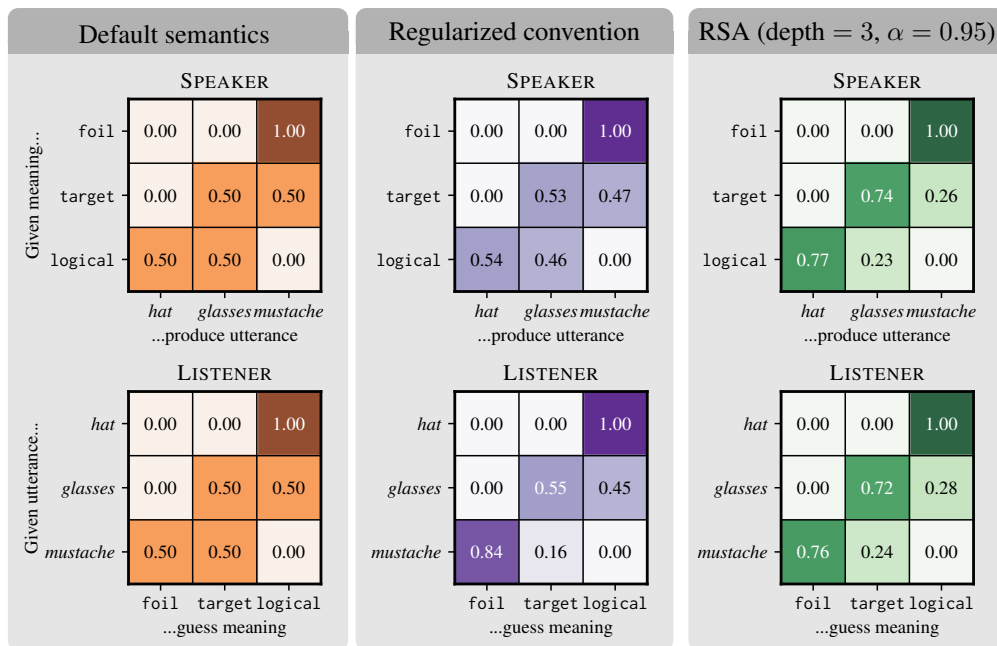 Default semantics
SPEAKER
Given meaning...
foil 0.00 0.00 1.00
target 0.00 0.50 0.50
logical 0.50 0.50 0.00
hat glasses mustache
...produce utterance
LISTENER
Given utterance...
hat 0.00 0.00 1.00
glasses 0.00 0.50 0.50
mustache 0.50 0.50 0.00
foil target logical
...guess meaning
Regularized convention
SPEAKER
foil 0.00 0.00 1.00
target 0.00 0.53 0.47
logical 0.54 0.46 0.00
hat glasses mustache
...produce utterance
LISTENER
hat 0.00 0.00 1.00
glasses 0.00 0.55 0.45
mustache 0.84 0.16 0.00
foil target logical
...guess meaning
RSA (depth = 3, α = 0.95)
SPEAKER
foil 0.00 0.00 1.00
target 0.00 0.74 0.26
logical 0.77 0.23 0.00
hat glasses mustache
...produce utterance
LISTENER
hat 0.00 0.00 1.00
glasses 0.00 0.72 0.28
mustache 0.76 0.24 0.00
foil target logical
...guess meaning